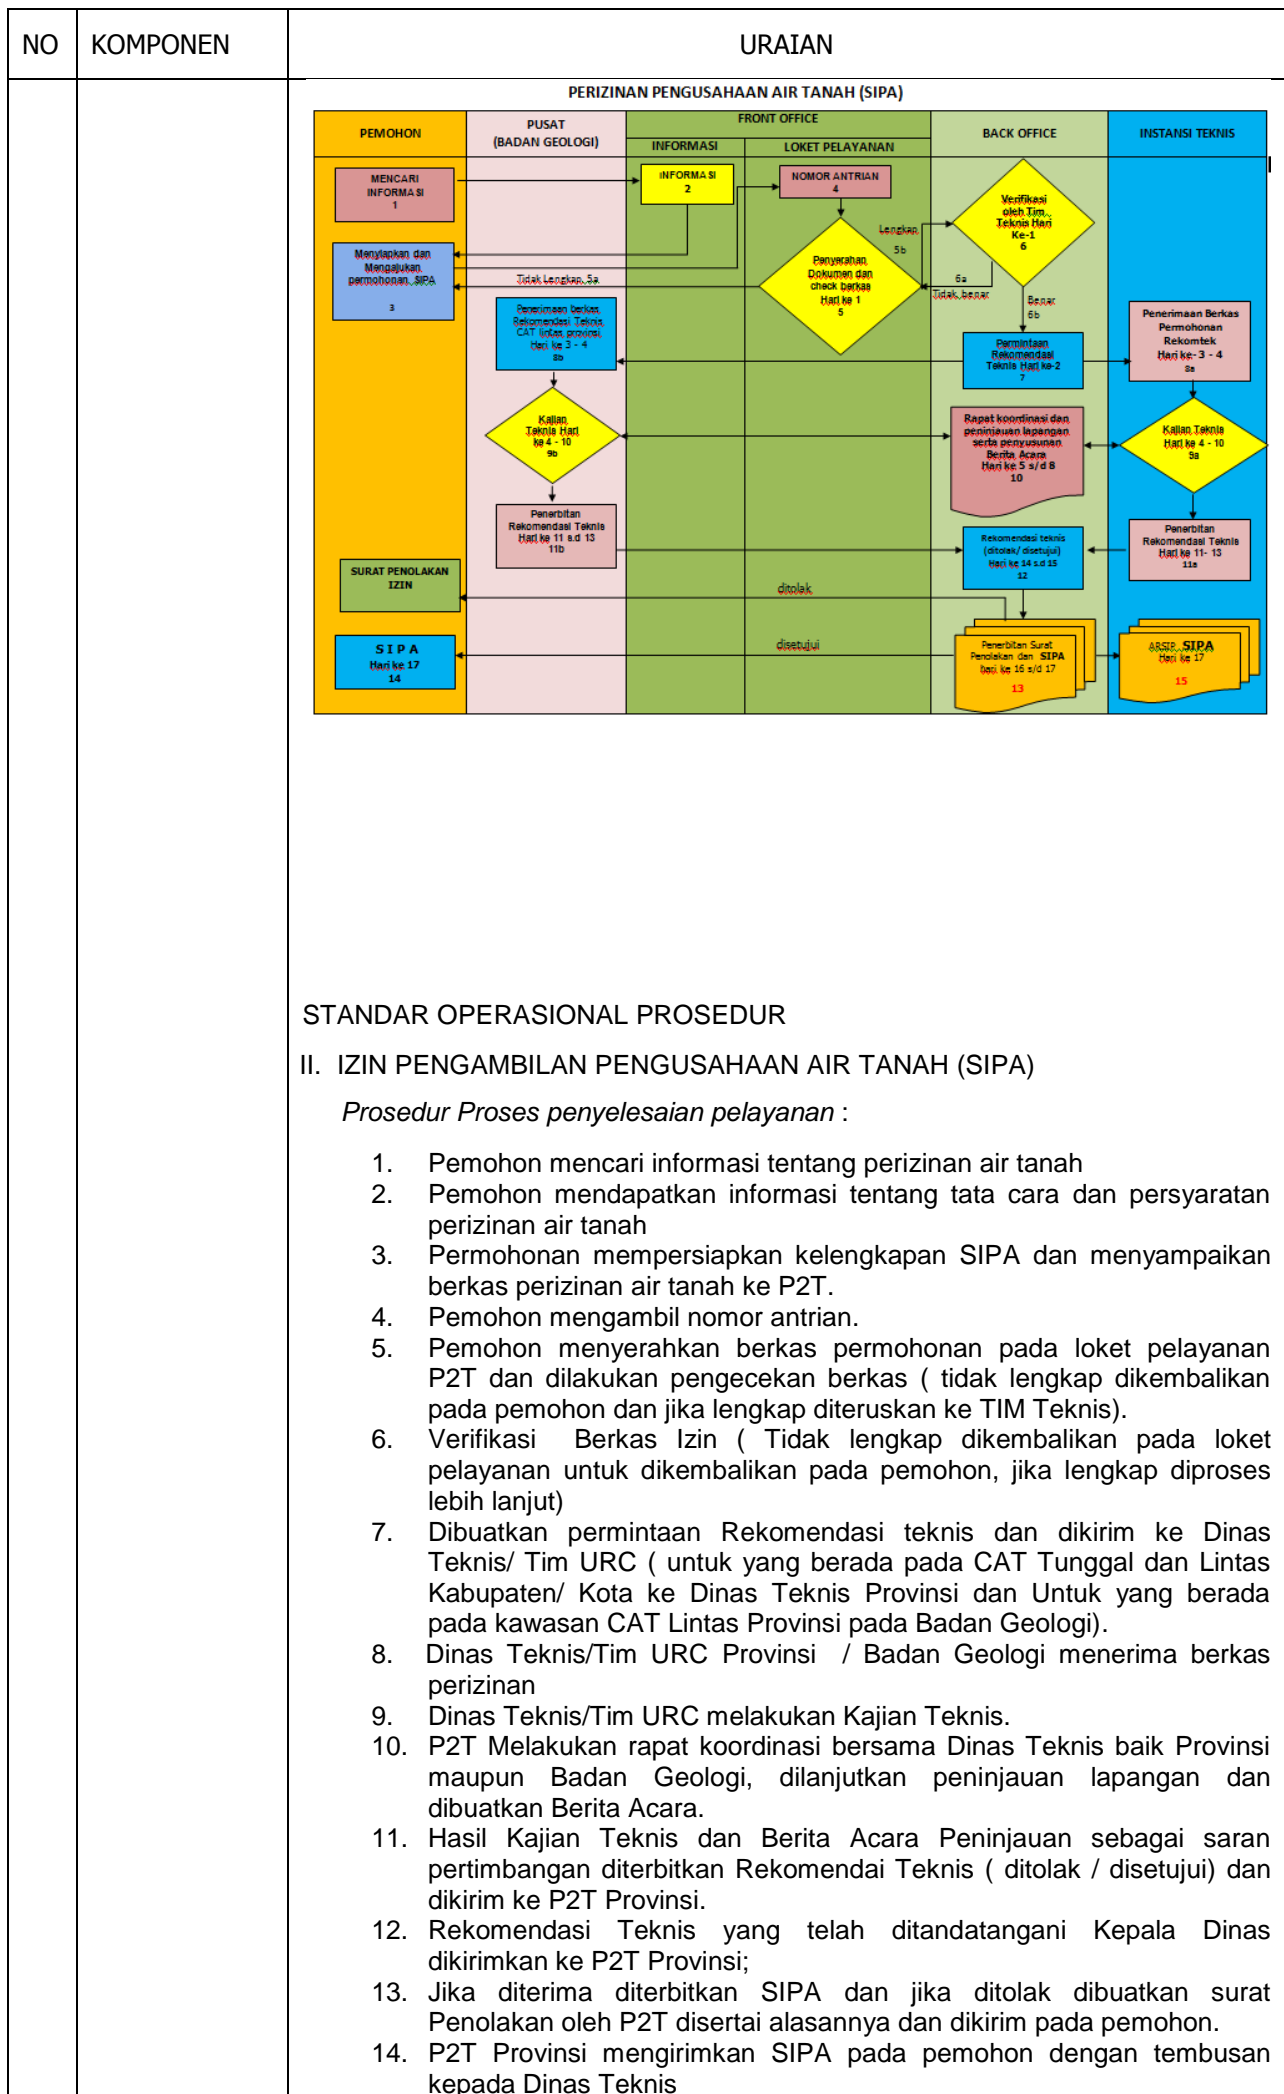 NO KOMPONEN URAIAN
PERIZINAN PENGUSAHAAN AIR TANAH (SIPA)
PEMOHON
PUSAT
(BADAN GEOLOGI)
FRONT OFFICE
INFORMASI
LOKET PELAYANAN
BACK OFFICE
INSTANSI TEKNIS
MENCARI
INFORMASI
1
INFORMASI
2
NOMOR ANTRIAN
4
Verifikasi
oleh Tim
Teknis Hari
Ke-1
6
Lengkap
5b
Menyiapkan dan
Mengajukan
permohonan SIPA
3
Tidak Lengkap 5a
Penyerahan
Dokumen dan
check berkas
Hari ke 1
5
6a
Tidak benar
Benar
6b
Penerimaan berkas
Rekomendasi Teknis
CAT lintas provinsi
Hari ke 3 - 4
8b
Permintaan
Rekomendasi
Teknis Hari ke-2
7
Penerimaan Berkas
Permohonan
Rekomtek
Hari ke- 3 - 4
8a
Kajian
Teknis Hari
ke 4 - 10
9b
Rapat koordinasi dan
peninjauan lapangan
serta penyusunan
Berita Acara
Hari ke 5 s/d 8
10
Kajian Teknis
Hari ke 4 - 10
9a
Penerbitan
Rekomendasi Teknis
Hari ke 11 s.d 13
11b
Rekomendasi teknis
(ditolak/ disetujui)
Hari ke 14 s.d 15
12
Penerbitan
Rekomendasi Teknis
Hari ke 11- 13
11a
SURAT PENOLAKAN
IZIN
ditolak
S I P A
Hari ke 17
14
disetujui
Penerbitan Surat
Penolakan dan SIPA
hari ke 16 s/d 17
13
ARSIP SIPA
Hari ke 17
15
STANDAR OPERASIONAL PROSEDUR
II. IZIN PENGAMBILAN PENGUSAHAAN AIR TANAH (SIPA)
Prosedur Proses penyelesaian pelayanan :
1. Pemohon mencari informasi tentang perizinan air tanah
2. Pemohon mendapatkan informasi tentang tata cara dan persyaratan
perizinan air tanah
3. Permohonan mempersiapkan kelengkapan SIPA dan menyampaikan
berkas perizinan air tanah ke P2T.
4. Pemohon mengambil nomor antrian.
5. Pemohon menyerahkan berkas permohonan pada loket pelayanan
P2T dan dilakukan pengecekan berkas ( tidak lengkap dikembalikan
pada pemohon dan jika lengkap diteruskan ke TIM Teknis).
6. Verifikasi Berkas Izin ( Tidak lengkap dikembalikan pada loket
pelayanan untuk dikembalikan pada pemohon, jika lengkap diproses
lebih lanjut)
7. Dibuatkan permintaan Rekomendasi teknis dan dikirim ke Dinas
Teknis/ Tim URC ( untuk yang berada pada CAT Tunggal dan Lintas
Kabupaten/ Kota ke Dinas Teknis Provinsi dan Untuk yang berada
pada kawasan CAT Lintas Provinsi pada Badan Geologi).
8. Dinas Teknis/Tim URC Provinsi / Badan Geologi menerima berkas
perizinan
9. Dinas Teknis/Tim URC melakukan Kajian Teknis.
10. P2T Melakukan rapat koordinasi bersama Dinas Teknis baik Provinsi
maupun Badan Geologi, dilanjutkan peninjauan lapangan dan
dibuatkan Berita Acara.
11. Hasil Kajian Teknis dan Berita Acara Peninjauan sebagai saran
pertimbangan diterbitkan Rekomendai Teknis ( ditolak / disetujui) dan
dikirim ke P2T Provinsi.
12. Rekomendasi Teknis yang telah ditandatangani Kepala Dinas
dikirimkan ke P2T Provinsi;
13. Jika diterima diterbitkan SIPA dan jika ditolak dibuatkan surat
Penolakan oleh P2T disertai alasannya dan dikirim pada pemohon.
14. P2T Provinsi mengirimkan SIPA pada pemohon dengan tembusan
kepada Dinas Teknis